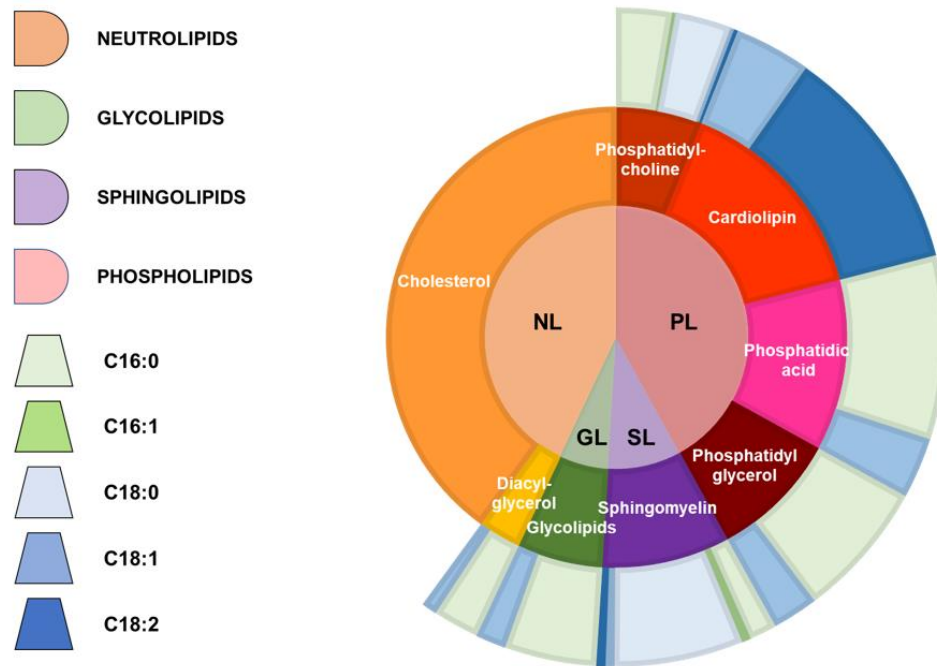 NEUTROLIPIDS
GLYCOLIPIDS
SPHINGOLIPIDS
PHOSPHOLIPIDS
C16:0
C16:1
C18:0
C18:1
C18:2
Phosphatidyl-
choline
Cardiolipin
Cholesterol
NL
PL
Phosphatidic
acid
GL
SL
Phosphatidyl
glycerol
Diacyl-
glycerol
Glycolipids
Sphingomyelin